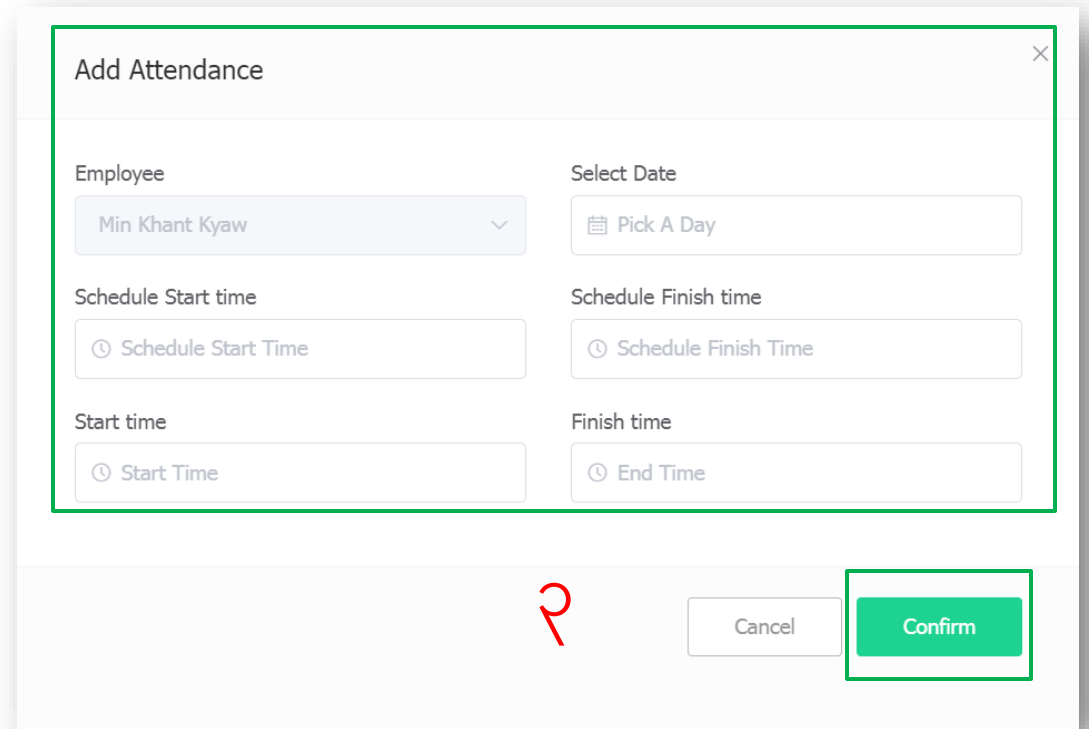 Add Attendance
Employee
Select Date
Min Khant Kyaw
Pick A Day
Schedule Start time
Schedule Finish time
Schedule Start Time
Schedule Finish Time
Start time
Finish time
Start Time
End Time
၃
Cancel
Confirm